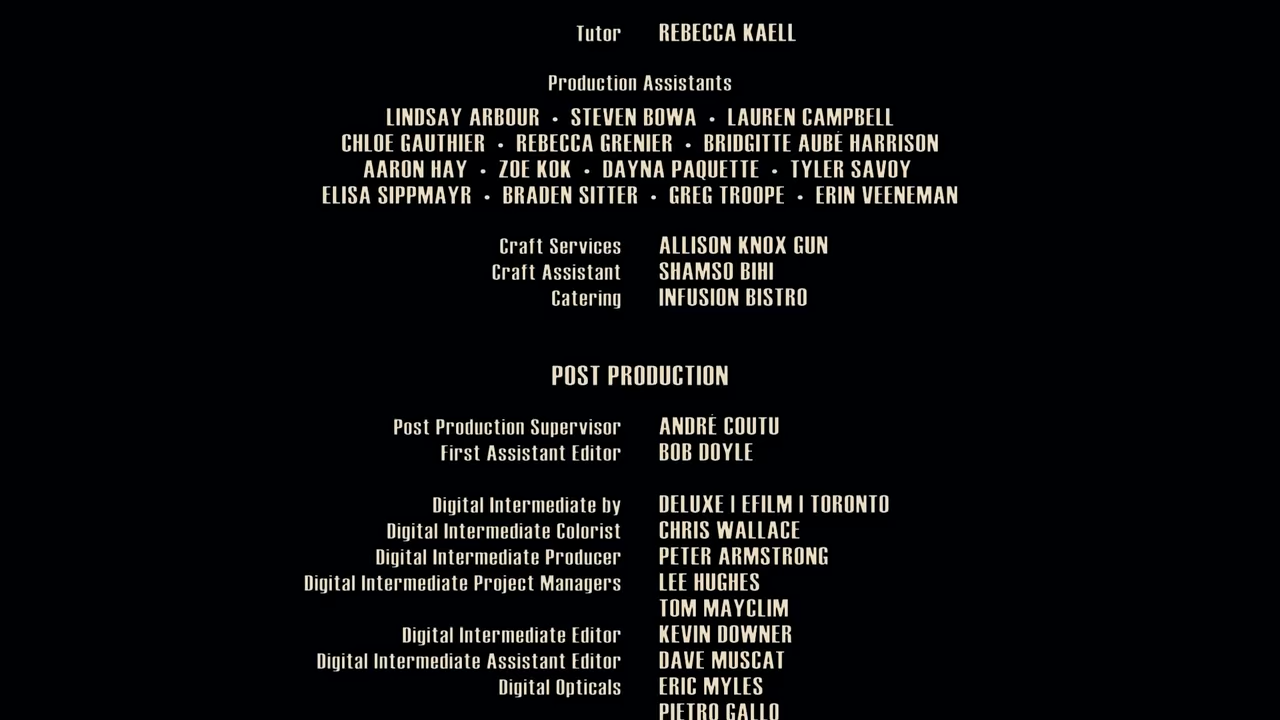 Tutor REBECCA KAELL
Production Assistants
LINDSAY ARBOUR • STEVEN BOWA • LAUREN CAMPBELL
CHLOE GAUTHIER • REBECCA GRENIER • BRIDGITTE AUBÉ HARRISON
AARON HAY • ZOE KOK • DAYNA PAQUETTE • TYLER SAVOY
ELISA SIPPMAYR • BRADEN SITTER • GREG TROOPE • ERIN VEENEMAN
Craft Services ALLISON KNOX GUN
Craft Assistant SHAMSO BIHI
Catering INFUSION BISTRO
POST PRODUCTION
Post Production Supervisor ANDRÉ COUTU
First Assistant Editor BOB DOYLE
Digital Intermediate by DELUXE | EFILM | TORONTO
Digital Intermediate Colorist CHRIS WALLACE
Digital Intermediate Producer PETER ARMSTRONG
Digital Intermediate Project Managers LEE HUGHES
TOM MAYCLIM
Digital Intermediate Editor KEVIN DOWNER
Digital Intermediate Assistant Editor DAVE MUSCAT
Digital Opticals ERIC MYLES
PIETRO GALLO